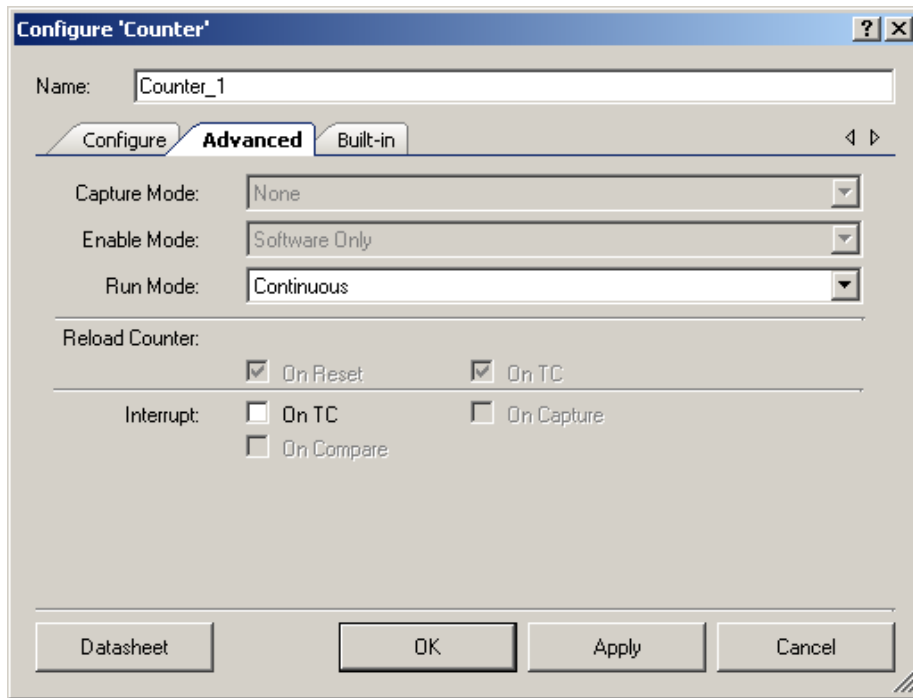 Configure 'Counter'
Name: Counter_1
Configure Advanced Built-in
Capture Mode: None
Enable Mode: Software Only
Run Mode: Continuous
Reload Counter:
On Reset On TC
Interrupt: On TC On Capture
On Compare
Datasheet OK Apply Cancel